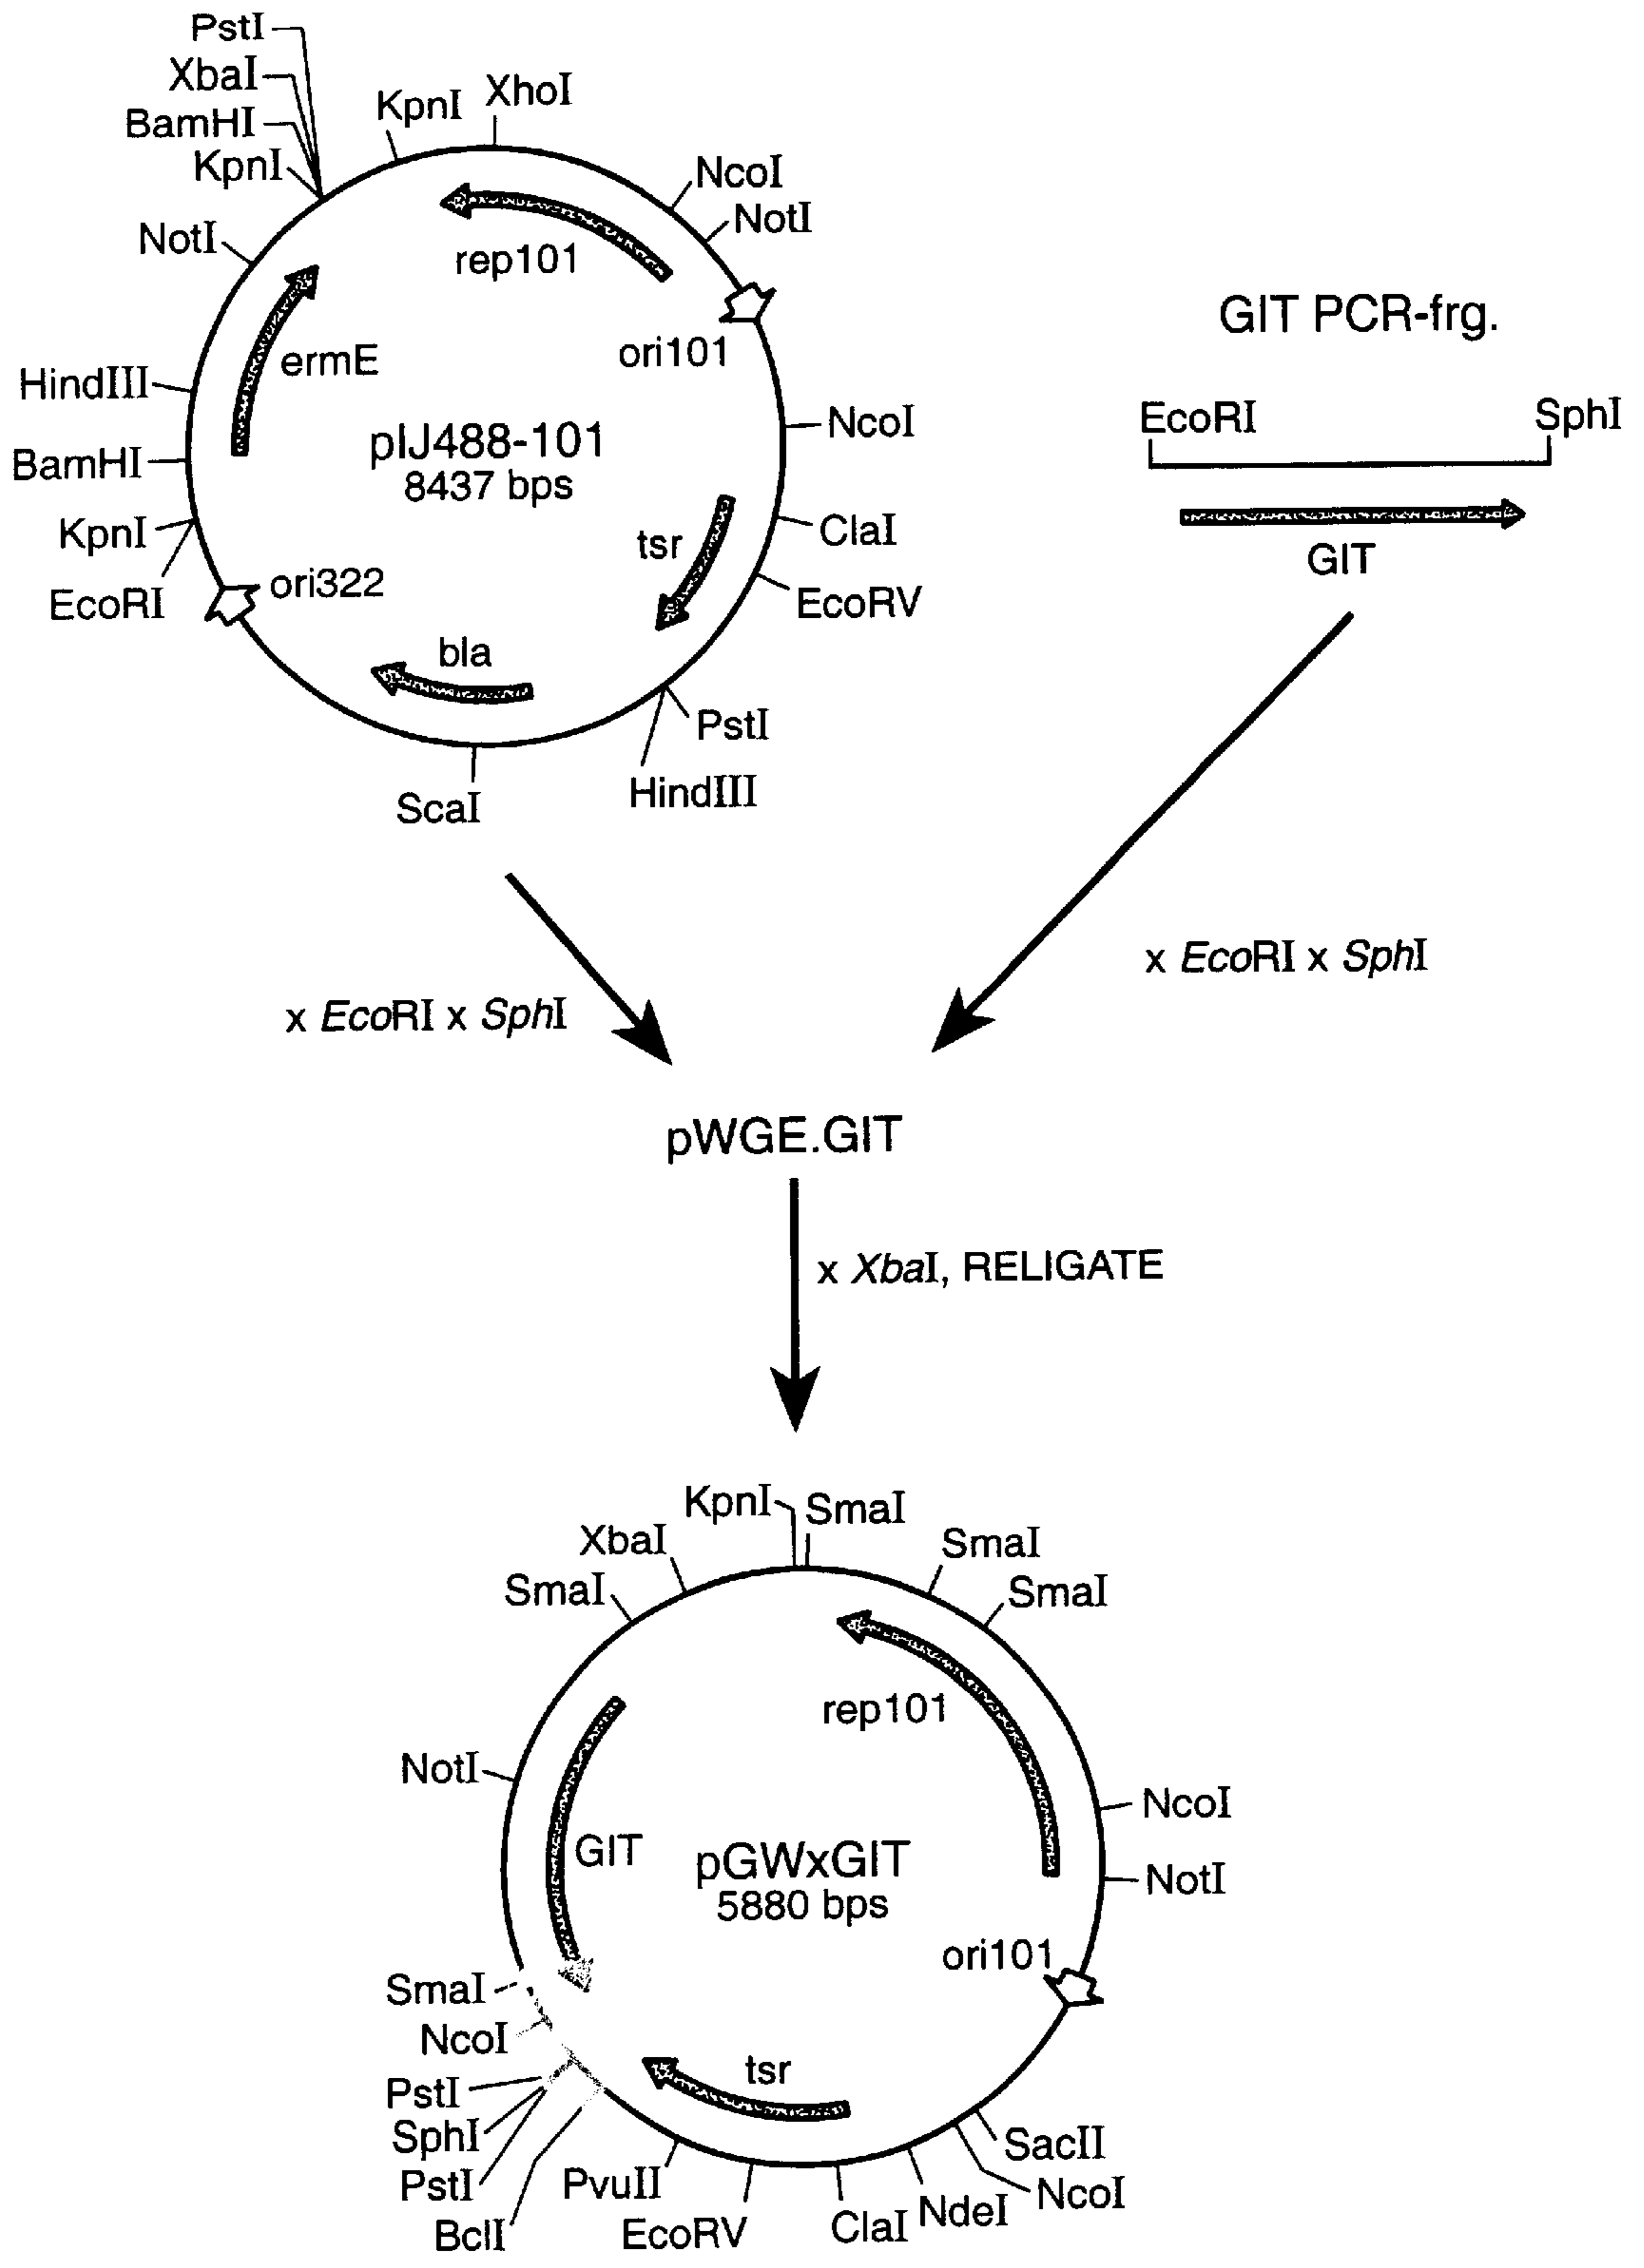 PstI
XbaI
BamHI
KpnI
KpnI
XhoI
NcoI
NotI
NotI
rep101
ori101
ermE
HindIII
pIJ488-101
8437 bps
NcoI
BamHI
tsr
ClaI
KpnI
EcoRI
ori322
EcoRV
bla
PstI
HindIII
ScaI
GIT PCR-frg.
EcoRI
SphI
GIT
x EcoRI x SphI
x EcoRI x SphI
pWGE.GIT
x XbaI, RELIGATE
KpnI
SmaI
XbaI
SmaI
SmaI
SmaI
rep101
NotI
NcoI
GIT
pGWxGIT
5880 bps
NotI
ori101
SmaI
NcoI
tsr
PstI
SphI
PstI
BclI
PvuII
EcoRV
ClaI
NdeI
NcoI
SacII